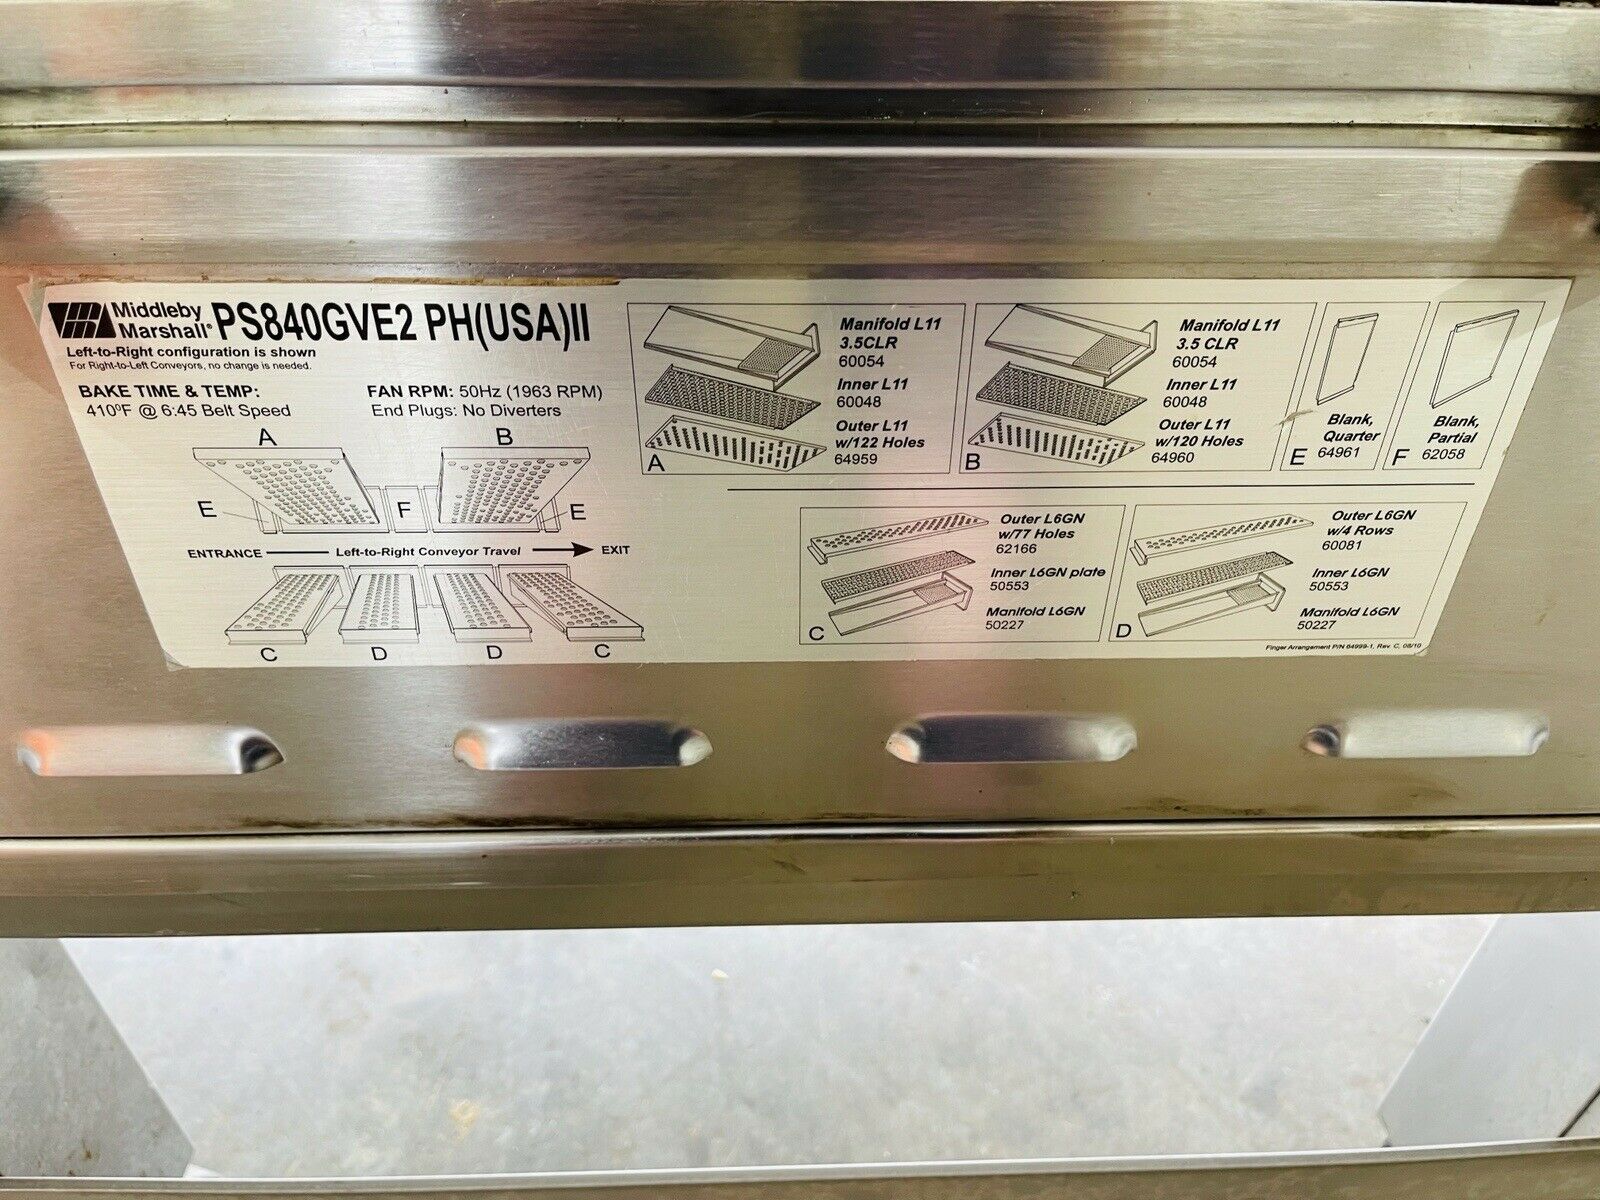 Middleby
Marshall®
PS840GVE2 PH(USA)II
Left-to-Right configuration is shown
For Right-to-Left Conveyors, no change is needed.
BAKE TIME & TEMP:
410ºF @ 6:45 Belt Speed
FAN RPM: 50Hz (1963 RPM)
End Plugs: No Diverters
A
B
E
F
E
ENTRANCE
Left-to-Right Conveyor Travel
EXIT
C
D
D
C
Manifold L11
3.5CLR
60054
Inner L11
60048
Outer L11
w/122 Holes
64959
A
Manifold L11
3.5 CLR
60054
Inner L11
60048
Outer L11
w/120 Holes
64960
B
Blank,
Quarter
64961
E
Blank,
Partial
62058
F
Outer L6GN
w/77 Holes
62166
Inner L6GN plate
50553
Manifold L6GN
50227
C
Outer L6GN
w/4 Rows
60081
Inner L6GN
50553
Manifold L6GN
50227
D
Finger Arrangement P/N 64999-1, Rev. C, 08/10